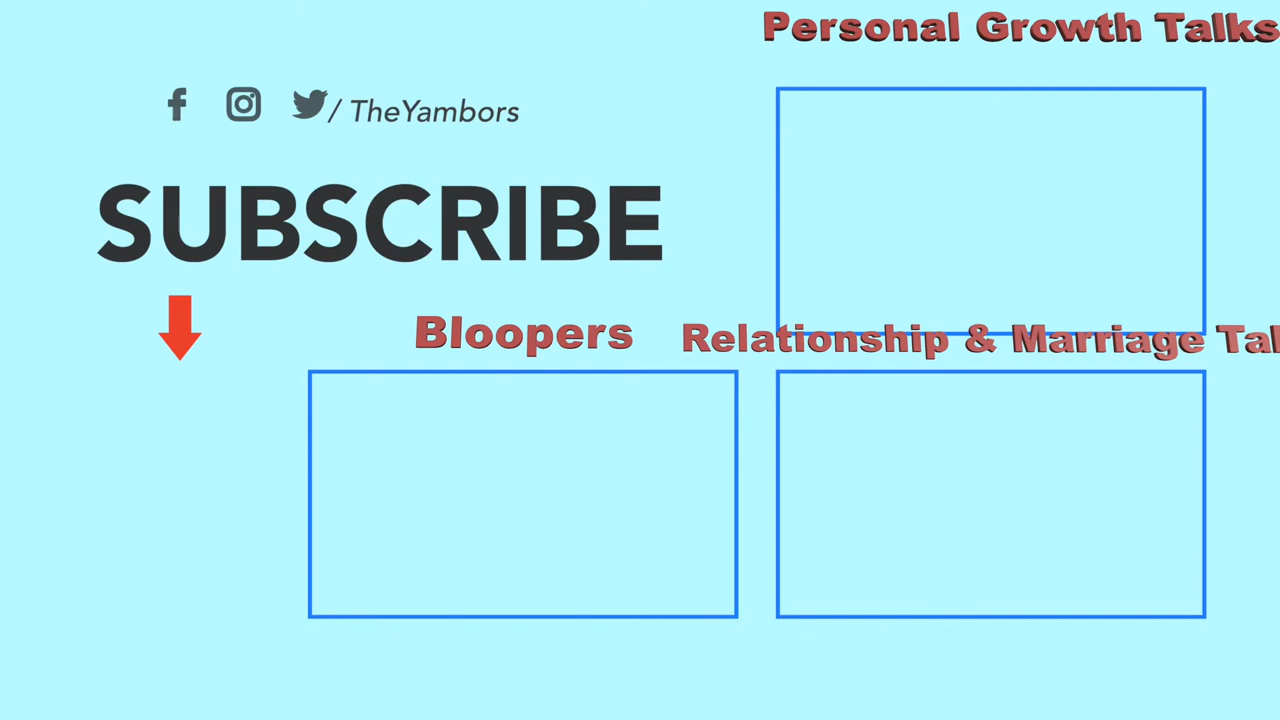 Personal Growth Talks
/ TheYambors
SUBSCRIBE
Bloopers
Relationship & Marriage Tal